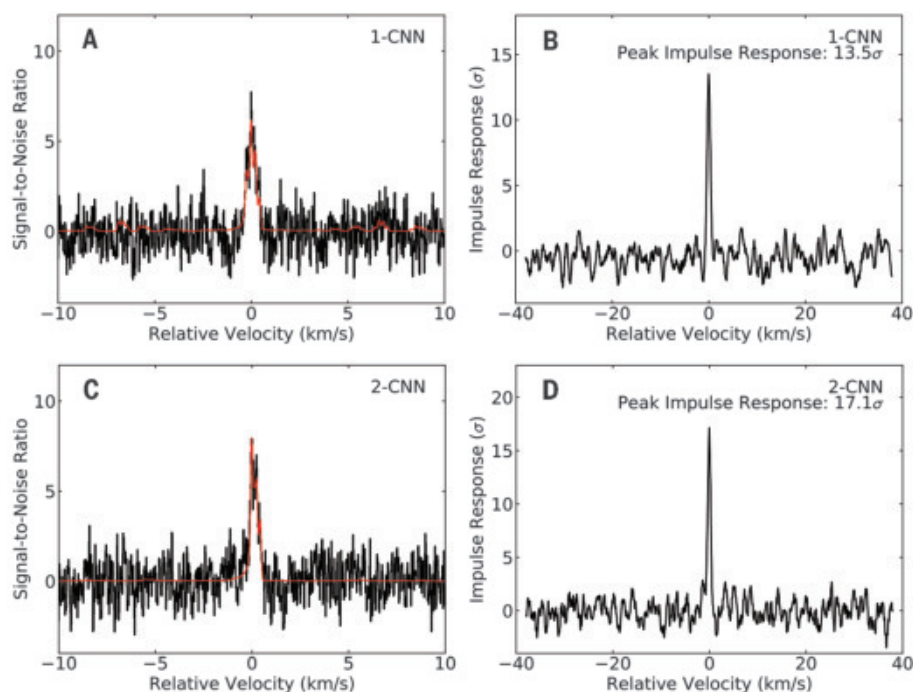 A
1-CNN
10
5
0
Signal-to-Noise Ratio
−10
−5
0
5
10
Relative Velocity (km/s)
B
1-CNN
Peak Impulse Response: 13.5σ
15
10
5
0
Impulse Response (σ)
−40
−20
0
20
40
Relative Velocity (km/s)
C
2-CNN
10
5
0
Signal-to-Noise Ratio
−10
−5
0
5
10
Relative Velocity (km/s)
D
2-CNN
Peak Impulse Response: 17.1σ
20
15
10
5
0
Impulse Response (σ)
−40
−20
0
20
40
Relative Velocity (km/s)